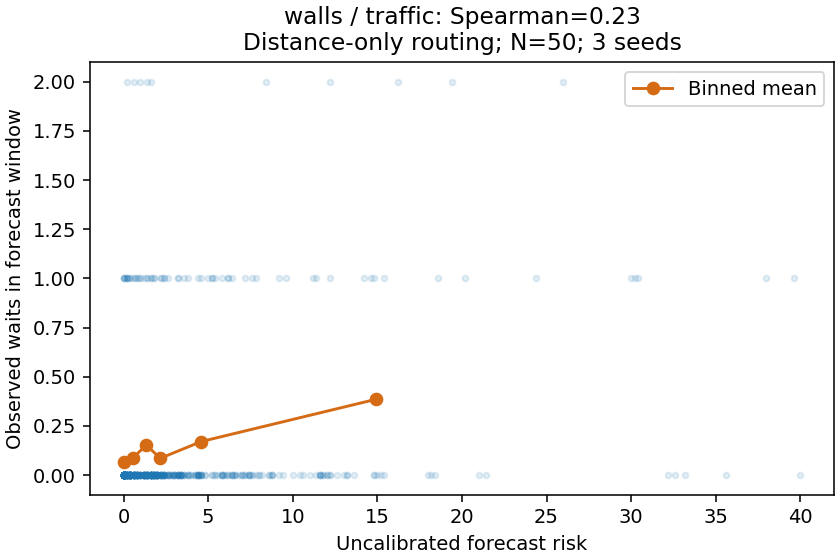 walls / traffic: Spearman=0.23
Distance-only routing; N=50; 3 seeds
Binned mean
Observed waits in forecast window
2.00
1.75
1.50
1.25
1.00
0.75
0.50
0.25
0.00
0 5 10 15 20 25 30 35 40
Uncalibrated forecast risk